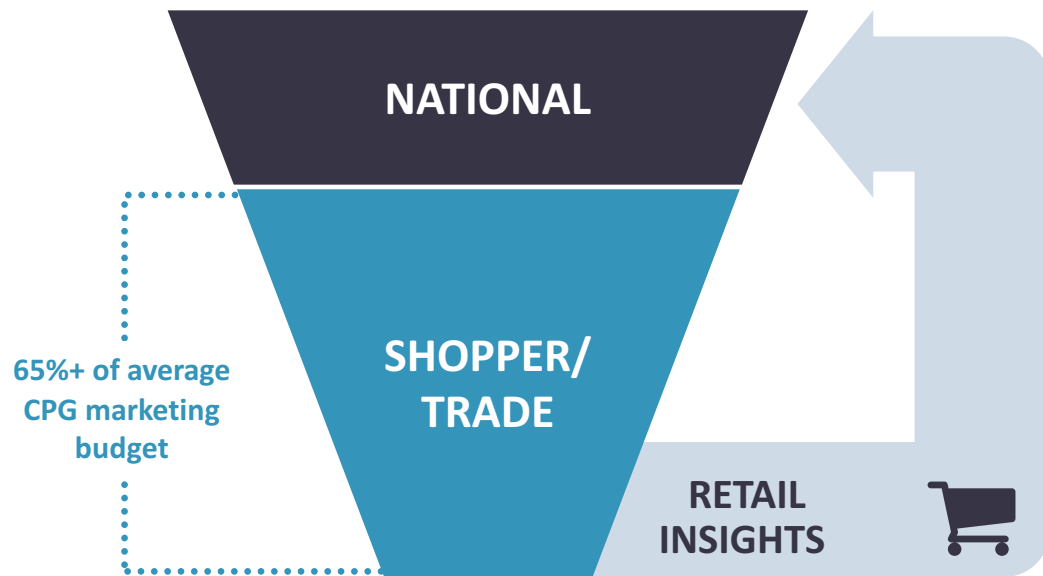 NATIONAL
SHOPPER/
TRADE
65%+ of average
CPG marketing
budget
RETAIL
INSIGHTS